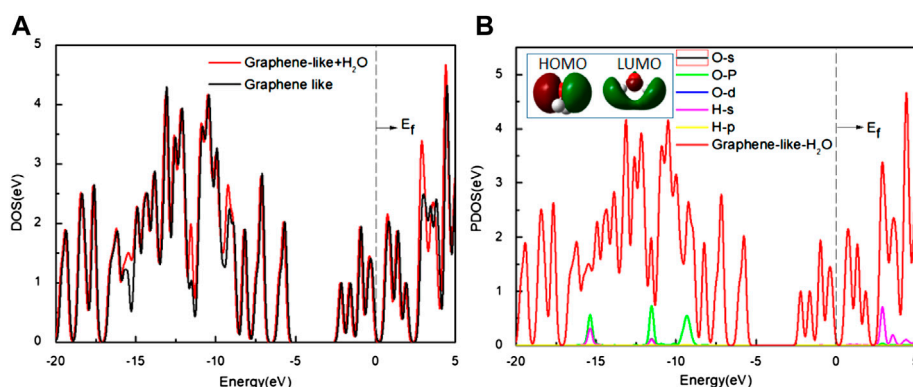 A
DOS(eV)
5
4
3
2
1
0
-20
-15
-10
-5
0
5
Energy(eV)
Graphene-like+H₂O
Graphene like
E_f
B
PDOS(eV)
5
4
3
2
1
0
-20
-15
-10
-5
0
5
Energy(eV)
HOMO
LUMO
O-s
O-P
O-d
H-s
H-p
Graphene-like-H₂O
E_f